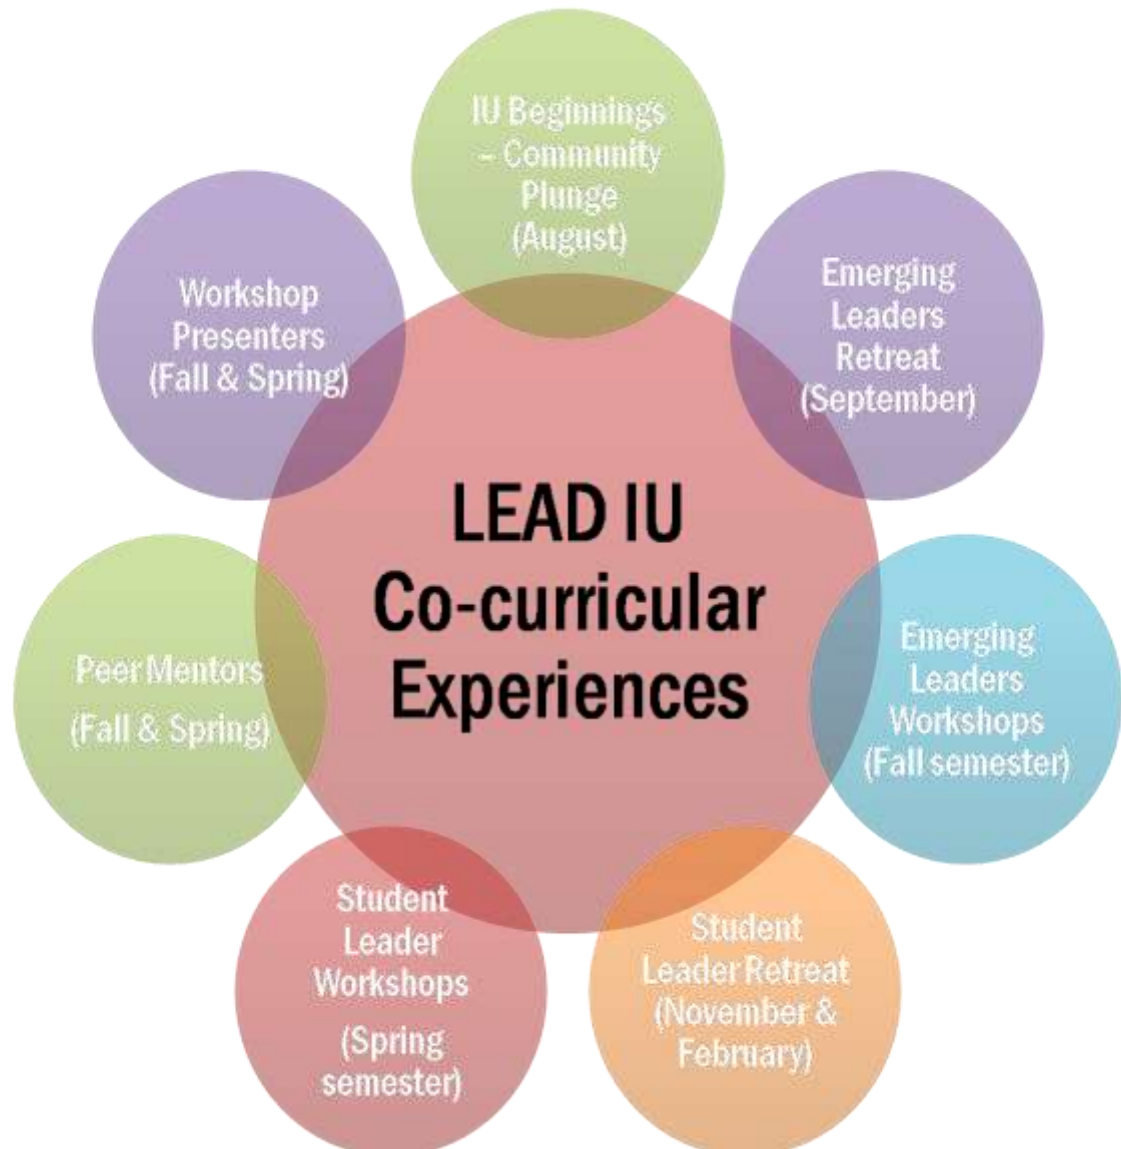 IU Beginnings
– Community
Plunge
(August)
Emerging
Leaders
Retreat
(September)
Emerging
Leaders
Workshops
(Fall semester)
Student
Leader Retreat
(November &
February)
Student
Leader
Workshops
(Spring
semester)
Peer Mentors
(Fall & Spring)
Workshop
Presenters
(Fall & Spring)
LEAD IU
Co-curricular
Experiences